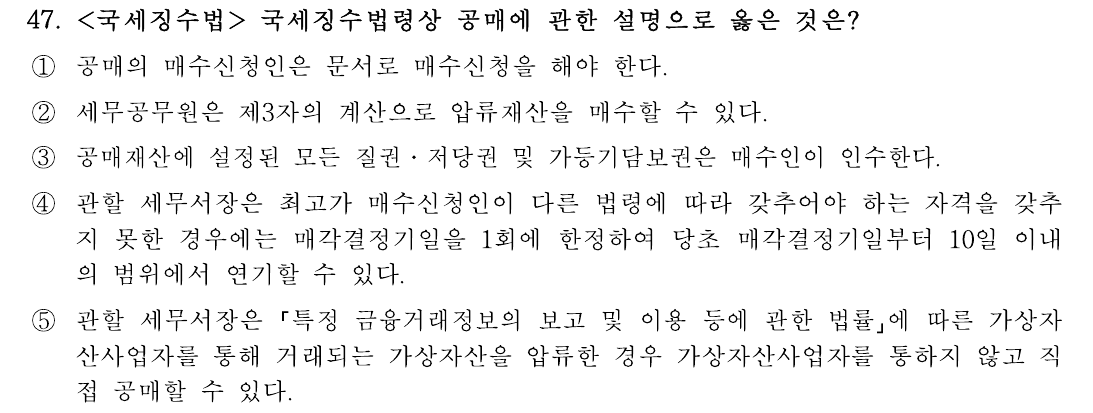 47. <국세징수법> 국세징수법령상 공매에 관한 설명으로 옳은 것은?
① 공매의 매수신청인은 문서로 매수신청을 해야 한다.
② 세무공무원은 제3자의 계산으로 압류재산을 매수할 수 있다.
③ 공매재산에 설정된 모든 질권·저당권 및 가등기담보권은 매수인이 인수한다.
④ 관할 세무서장은 최고가 매수신청인이 다른 법령에 따라 갖추어야 하는 자격을 갖추
지 못한 경우에는 매각결정기일을 1회에 한정하여 당초 매각결정기일부터 10일 이내
의 범위에서 연기할 수 있다.
⑤ 관할 세무서장은 「특정 금융거래정보의 보고 및 이용 등에 관한 법률」에 따른 가상자
산사업자를 통해 거래되는 가상자산을 압류한 경우 가상자산사업자를 통하지 않고 직
접 공매할 수 있다.